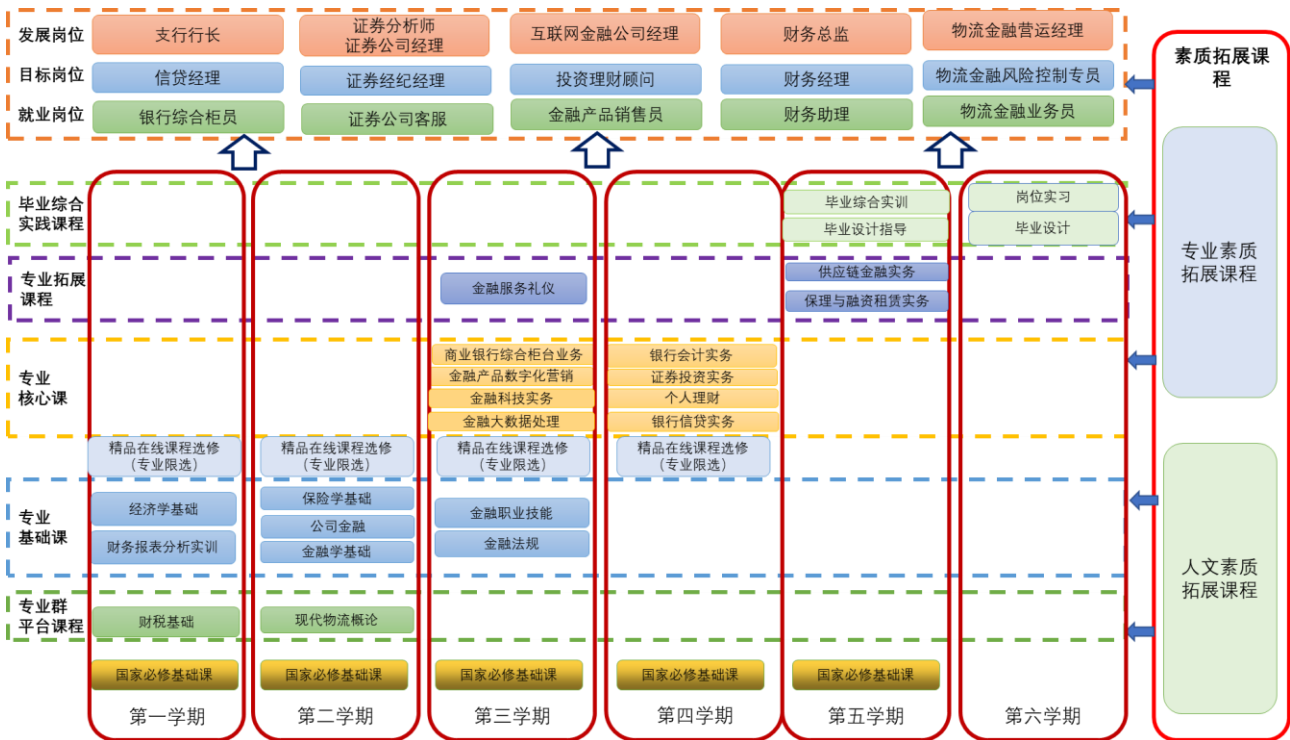 发展岗位
支行行长
证券分析师
证券公司经理
互联网金融公司经理
财务总监
物流金融营运经理
目标岗位
信贷经理
证券经纪经理
投资理财顾问
财务经理
物流金融风险控制专员
就业岗位
银行综合柜员
证券公司客服
金融产品销售员
财务助理
物流金融业务员
素质拓展课
程
专业素质
拓展课程
人文素质
拓展课程
毕业综合
实践课程
毕业综合实训
毕业设计指导
岗位实习
毕业设计
专业拓展
课程
金融服务礼仪
供应链金融实务
保理与融资租赁实务
专业
核心课
商业银行综合柜台业务
金融产品数字化营销
金融科技实务
金融大数据处理
银行会计实务
证券投资实务
个人理财
银行信贷实务
精品在线课程选修
(专业限选)
精品在线课程选修
(专业限选)
精品在线课程选修
(专业限选)
精品在线课程选修
(专业限选)
专业
基础课
经济学基础
财务报表分析实训
保险学基础
公司金融
金融学基础
金融职业技能
金融法规
专业群
平台课程
财税基础
现代物流概论
国家必修基础课
国家必修基础课
国家必修基础课
国家必修基础课
国家必修基础课
第一学期
第二学期
第三学期
第四学期
第五学期
第六学期